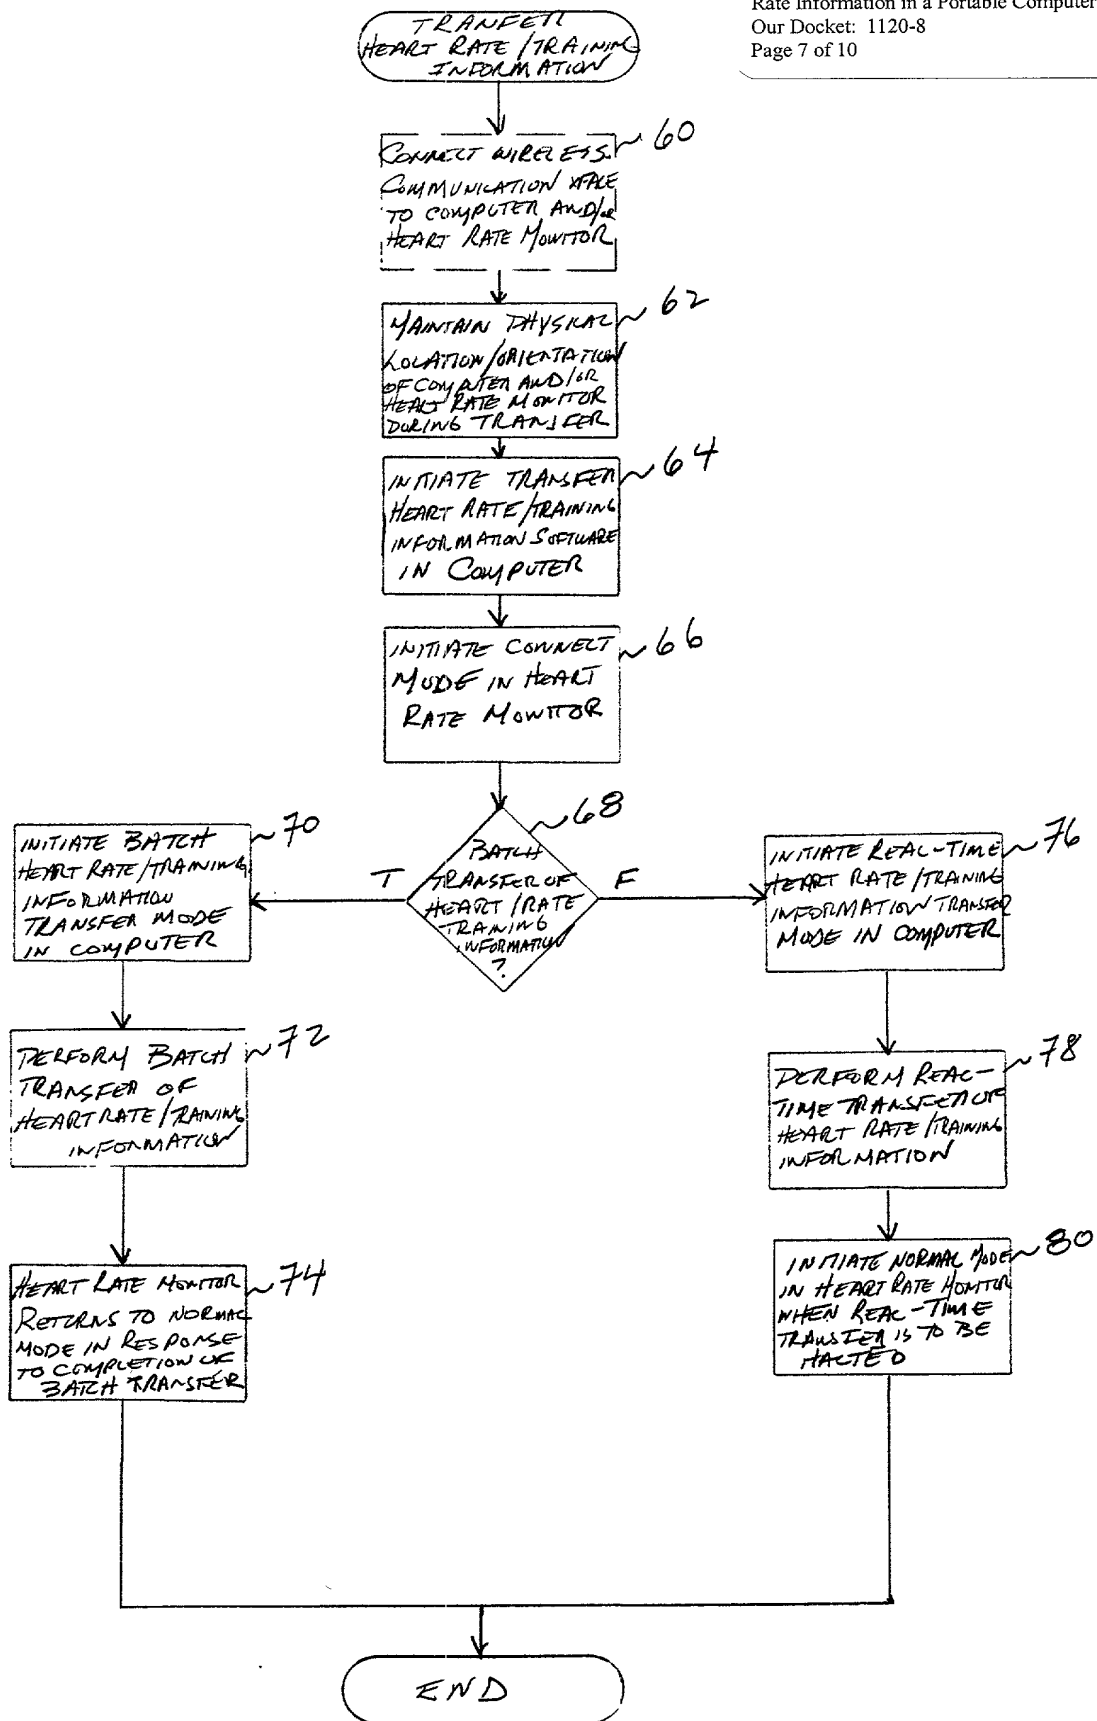 Rate Information in a Portable Computer
Our Docket: 1120-8
Page 7 of 10
TRANFER
HEART RATE/TRAINING
INFORMATION
60
CONNECT WIRELESS
COMMUNICATION XFACE
TO COMPUTER AND/OR
HEART RATE MONITOR
62
MAINTAIN PHYSICAL
LOCATION/ORIENTATION
OF COMPUTER AND/OR
HEART RATE MONITOR
DURING TRANSFER
64
INITIATE TRANSFER
HEART RATE/TRAINING
INFORMATION SOFTWARE
IN COMPUTER
66
INITIATE CONNECT
MODE IN HEART
RATE MONITOR
68
BATCH
TRANSFER OF
HEART/RATE
TRAINING
INFORMATION
?
T
F
70
INITIATE BATCH
HEART RATE/TRAINING
INFORMATION
TRANSFER MODE
IN COMPUTER
72
PERFORM BATCH
TRANSFER OF
HEART RATE/TRAINING
INFORMATION
74
HEART RATE MONITOR
RETURNS TO NORMAL
MODE IN RESPONSE
TO COMPLETION OF
BATCH TRANSFER
76
INITIATE REAL-TIME
HEART RATE/TRAINING
INFORMATION TRANSFER
MODE IN COMPUTER
78
PERFORM REAL-
TIME TRANSFER OF
HEART RATE/TRAINING
INFORMATION
80
INITIATE NORMAL MODE
IN HEART RATE MONITOR
WHEN REAL-TIME
TRANSFER IS TO BE
HALTED
END